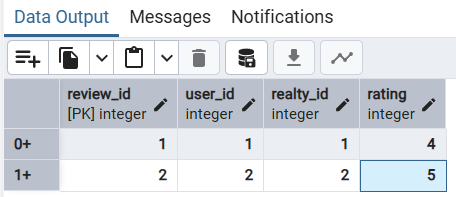 Data Output Messages Notifications
review_id user_id realty_id rating
[PK] integer integer integer integer
0+ 1 1 1 4
1+ 2 2 2 5